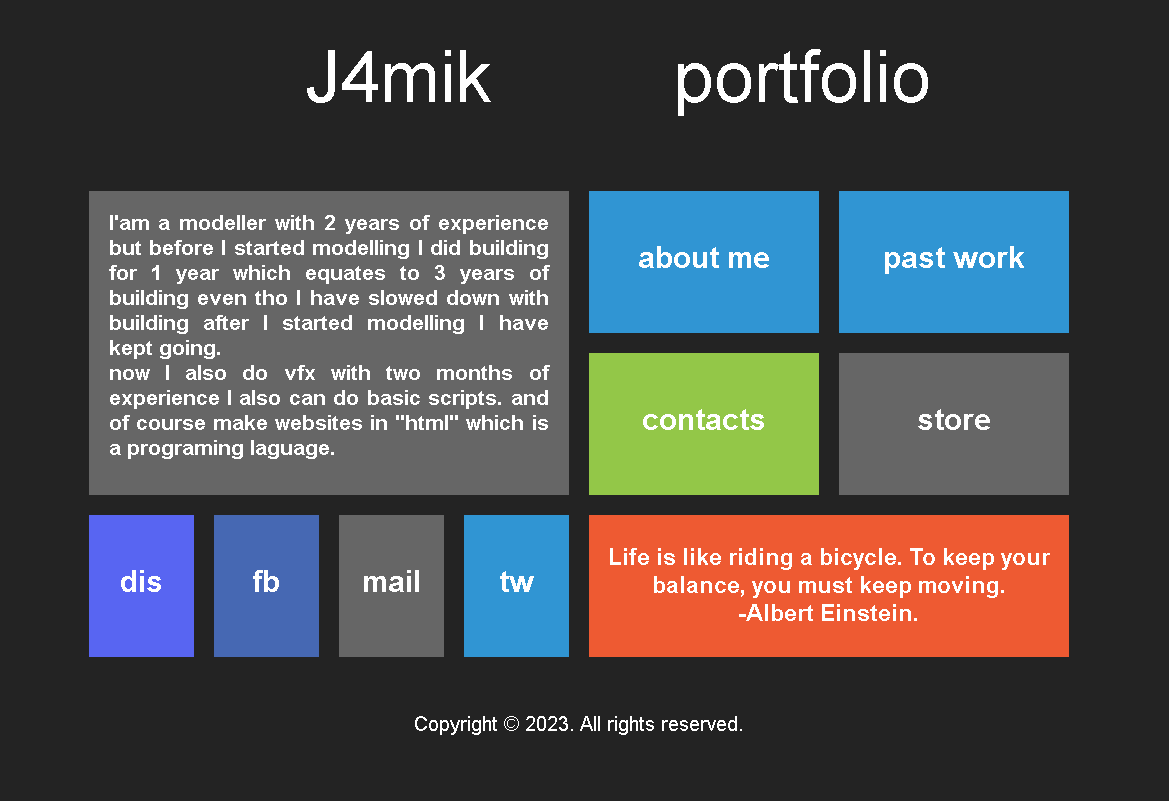 J4mik portfolio
I'am a modeller with 2 years of experience
but before I started modelling I did building
for 1 year which equates to 3 years of
building even tho I have slowed down with
building after I started modelling I have
kept going.
now I also do vfx with two months of
experience I also can do basic scripts. and
of course make websites in "html" which is
a programing laguage.
about me
past work
contacts
store
dis
fb
mail
tw
Life is like riding a bicycle. To keep your
balance, you must keep moving.
-Albert Einstein.
Copyright © 2023. All rights reserved.